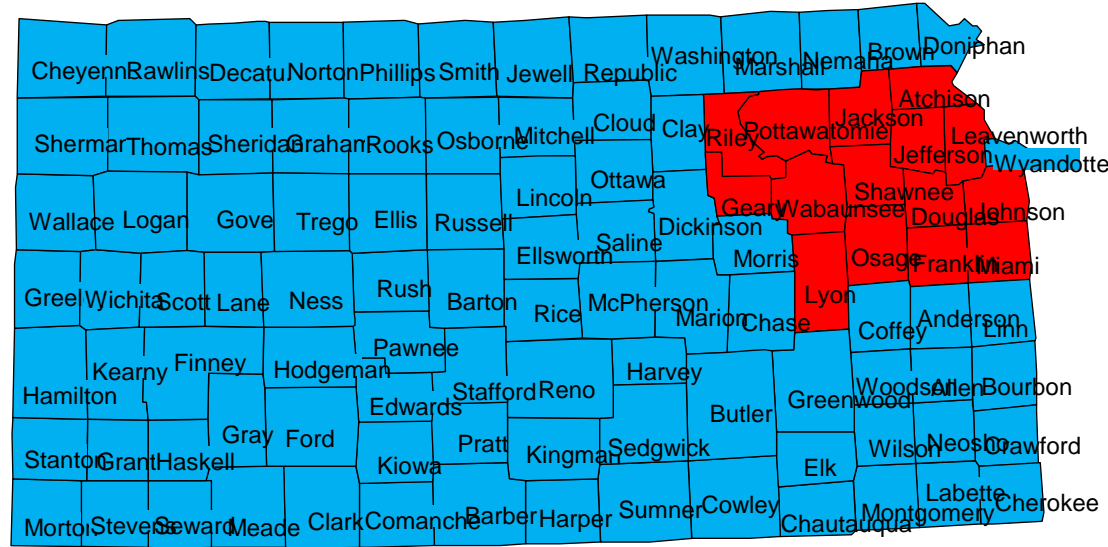 Cheyenn. Rawlins Decatu. Norton Phillips Smith Jewell Republic Washington Marshall Nemaha Brown Doniphan
Shermar Thomas Sheridan Graham Rooks Osborne Mitchell Cloud Clay Riley Pottawatomie Jackson Atchison
Jefferson Leavenworth Wyandotte
Wallace Logan Gove Trego Ellis Russell Lincoln Ottawa Dickinson Geary Wabaunsee Shawnee Douglas Johnson
Ellsworth Saline Morris Osage Franklin Miami
Greel Wichita Scott Lane Ness Rush Barton Rice McPherson Marion Chase Lyon Coffey Anderson Linn
Hamilton Kearny Finney Hodgeman Pawnee Edwards Stafford Reno Harvey Butler Greenwood Woodson Allen Bourbon
Stanton Grant Haskell Gray Ford Kiowa Pratt Kingman Sedgwick Elk Wilson Neosho Crawford
Morton Stevens Seward Meade Clark Comanche Barber Harper Sumner Cowley Chautauqua Montgomery Labette Cherokee